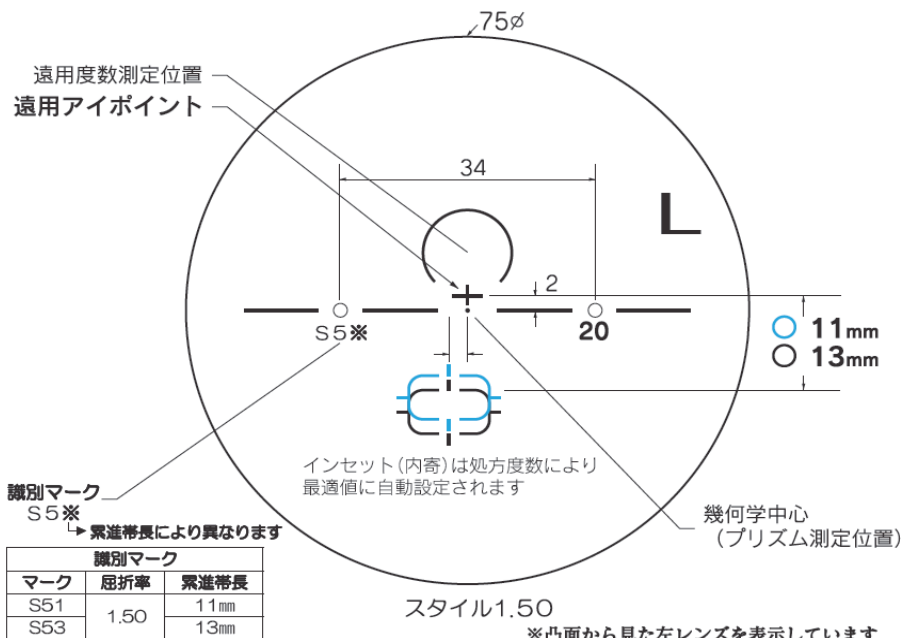 75φ
遠用度数測定位置
遠用アイポイント
34
L
2
S5※
20
11mm
13mm
インセット(内寄)は処方度数により
最適値に自動設定されます
識別マーク
S5※
累進帯長により異なります
幾何学中心
(プリズム測定位置)
識別マーク
マーク 屈折率 累進帯長
S51 1.50 11mm
S53 13mm
スタイル1.50
※凸面から見た左レンズを表示しています